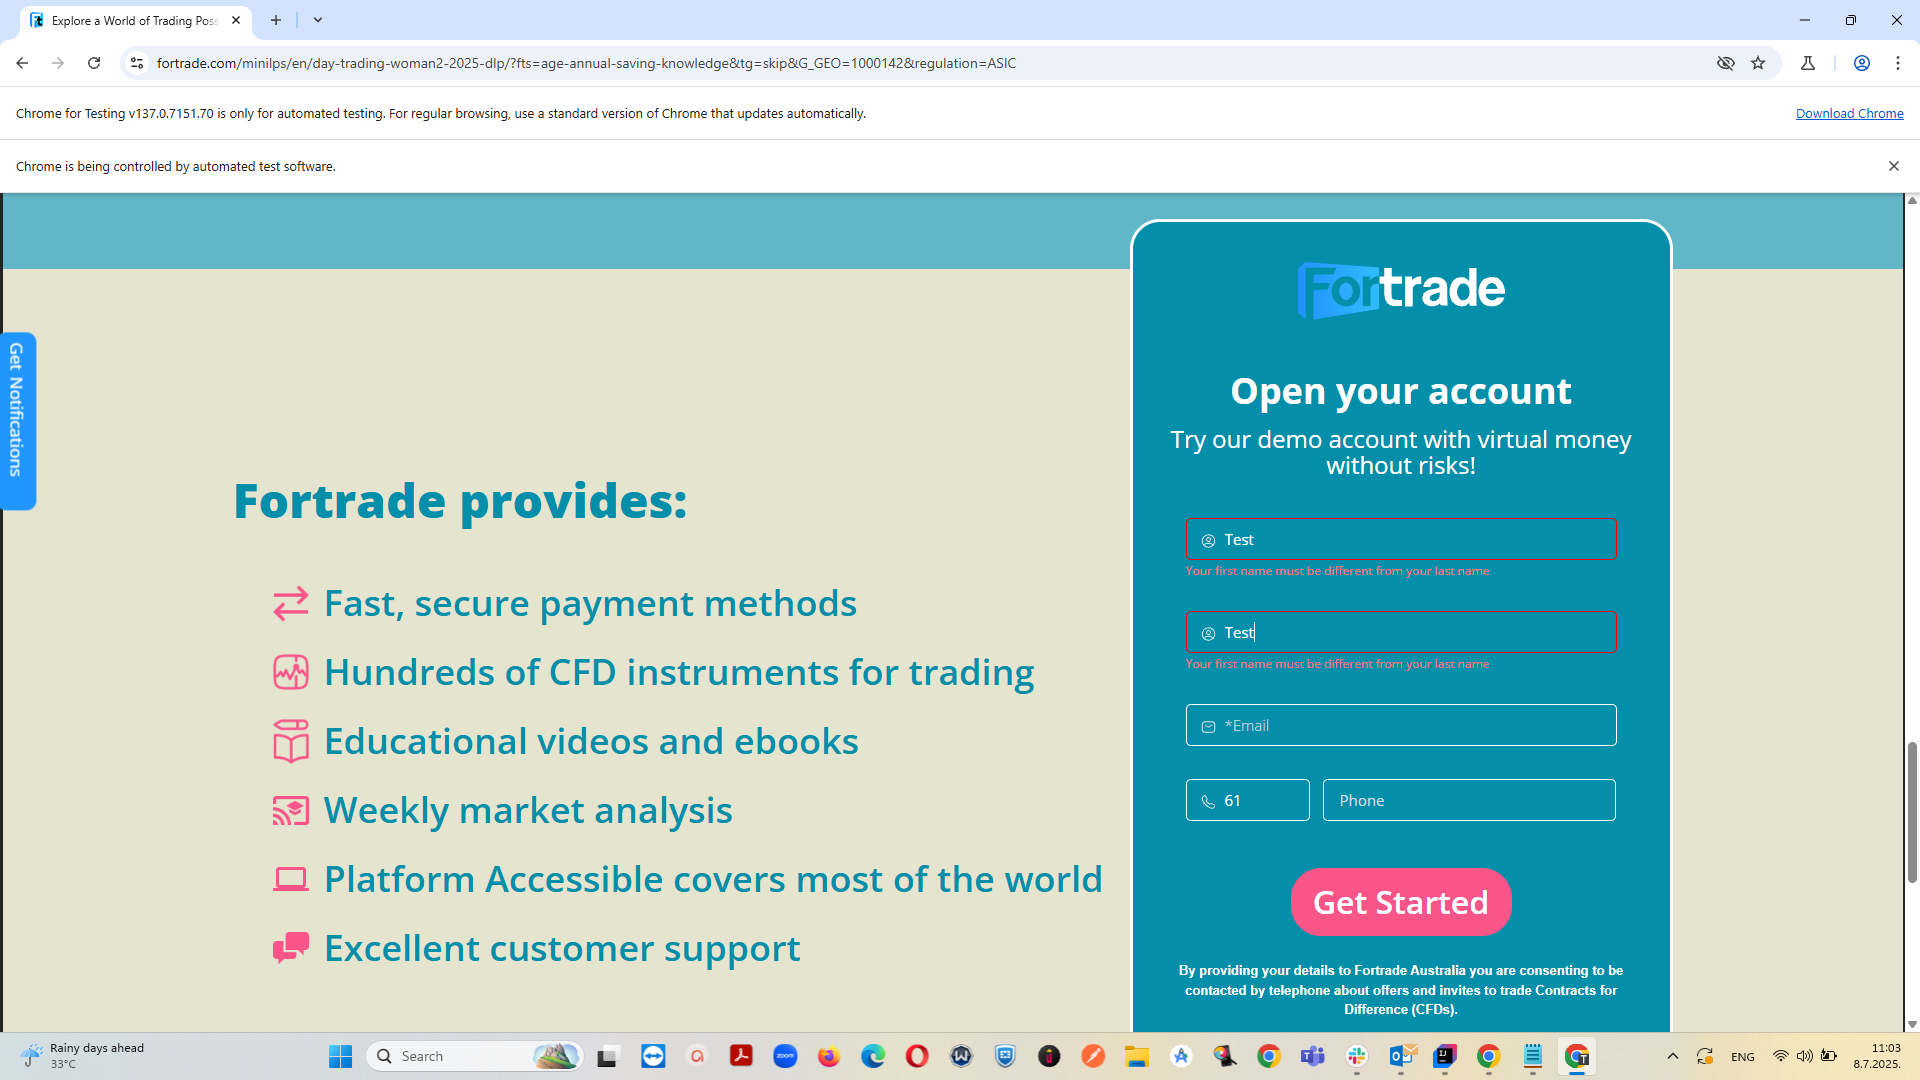 Explore a World of Trading Poss
fortrade.com/minilps/en/day-trading-woman2-2025-dlp/?fts=age-annual-saving-knowledge&tg=skip&G_GEO=1000142&regulation=ASIC
Chrome for Testing v137.0.7151.70 is only for automated testing. For regular browsing, use a standard version of Chrome that updates automatically.
Download Chrome
Chrome is being controlled by automated test software.
Get Notifications
Fortrade provides:
Fast, secure payment methods
Hundreds of CFD instruments for trading
Educational videos and ebooks
Weekly market analysis
Platform Accessible covers most of the world
Excellent customer support
Fortrade
Open your account
Try our demo account with virtual money
without risks!
Test
Your first name must be different from your last name
Test
Your first name must be different from your last name
*Email
61
Phone
Get Started
By providing your details to Fortrade Australia you are consenting to be
contacted by telephone about offers and invites to trade Contracts for
Difference (CFDs).
Rainy days ahead
33°C
Search
zoom
ENG
11:03
8.7.2025.